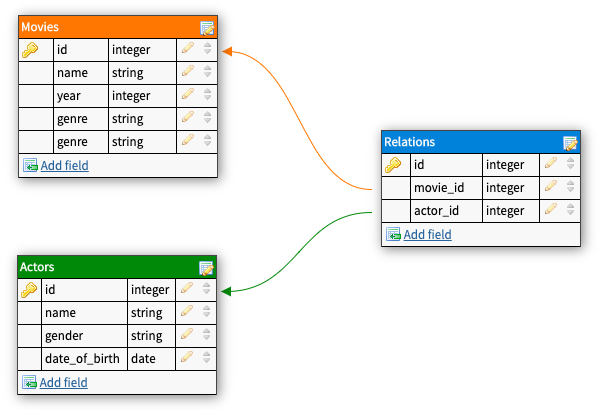 Movies
id integer
name string
year integer
genre string
genre string
Add field
Relations
id integer
movie_id integer
actor_id integer
Add field
Actors
id integer
name string
gender string
date_of_birth date
Add field